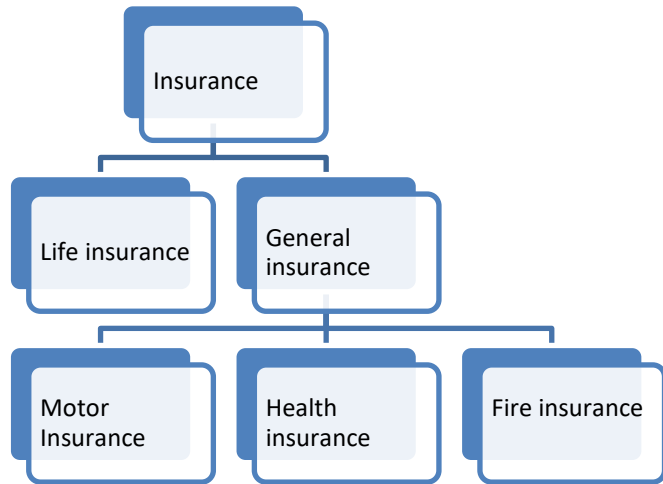 Insurance
Life insurance
General
insurance
Motor
Insurance
Health
insurance
Fire insurance